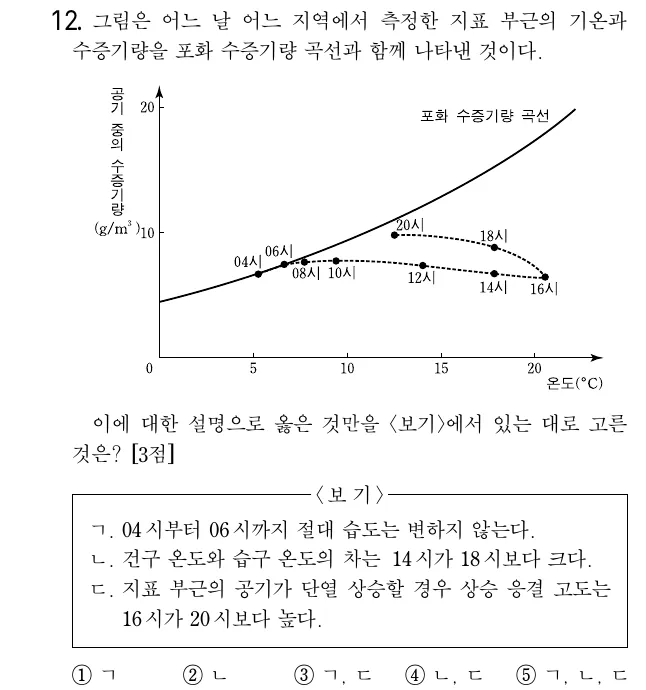 12. 그림은 어느 날 어느 지역에서 측정한 지표 부근의 기온과
수증기량을 포화 수증기량 곡선과 함께 나타낸 것이다.
공기 중의 수증기량
(g/m³)
20
10
0
포화 수증기량 곡선
04시
06시
08시
10시
12시
14시
16시
18시
20시
5
10
15
20
온도(°C)
이에 대한 설명으로 옳은 것만을 〈보기〉에서 있는 대로 고른
것은? [3점]
〈보 기〉
ㄱ. 04시부터 06시까지 절대 습도는 변하지 않는다.
ㄴ. 건구 온도와 습구 온도의 차는 14시가 18시보다 크다.
ㄷ. 지표 부근의 공기가 단열 상승할 경우 상승 응결 고도는
16시가 20시보다 높다.
① ㄱ ② ㄴ ③ ㄱ, ㄷ ④ ㄴ, ㄷ ⑤ ㄱ, ㄴ, ㄷ